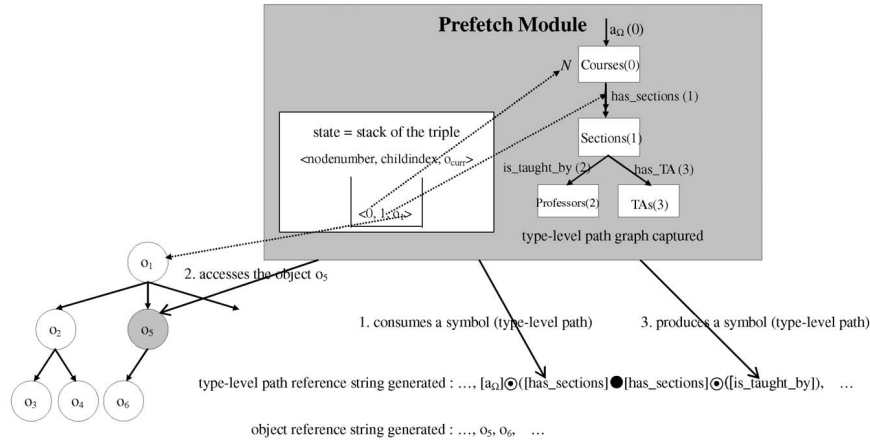 Prefetch Module
a_Ω (0)
N
Courses(0)
has_sections (1)
state = stack of the triple
<nodenumber, childindex, o_curr>
<0, 1, o₁>
Sections(1)
is_taught_by (2)
has_TA (3)
Professors(2)
TAs(3)
type-level path graph captured
o₁
2. accesses the object o₅
o₂
o₅
1. consumes a symbol (type-level path)
3. produces a symbol (type-level path)
o₃
o₄
o₆
type-level path reference string generated : …, [a_Ω]⊙([has_sections]●[has_sections]⊙([is_taught_by]), …
object reference string generated : …, o₅, o₆, …